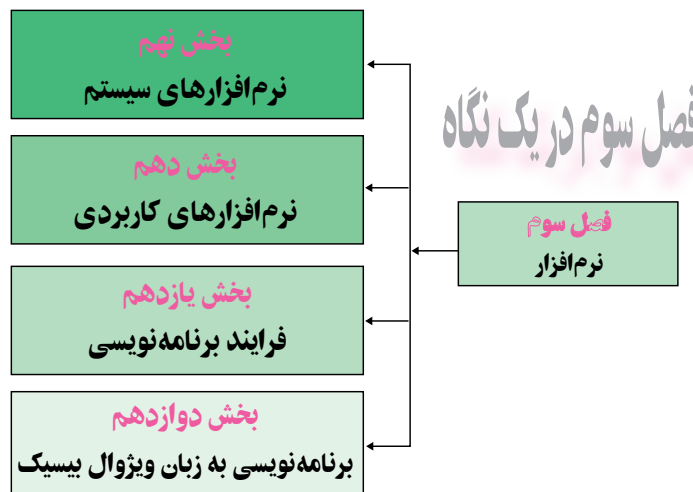 فصل سوم در یک نگاه
فصل سوم
نرم‌افزار
بخش نهم
نرم‌افزارهای سیستم
بخش دهم
نرم‌افزارهای کاربردی
بخش یازدهم
فرایند برنامه‌نویسی
بخش دوازدهم
برنامه‌نویسی به زبان ویژوال بیسیک